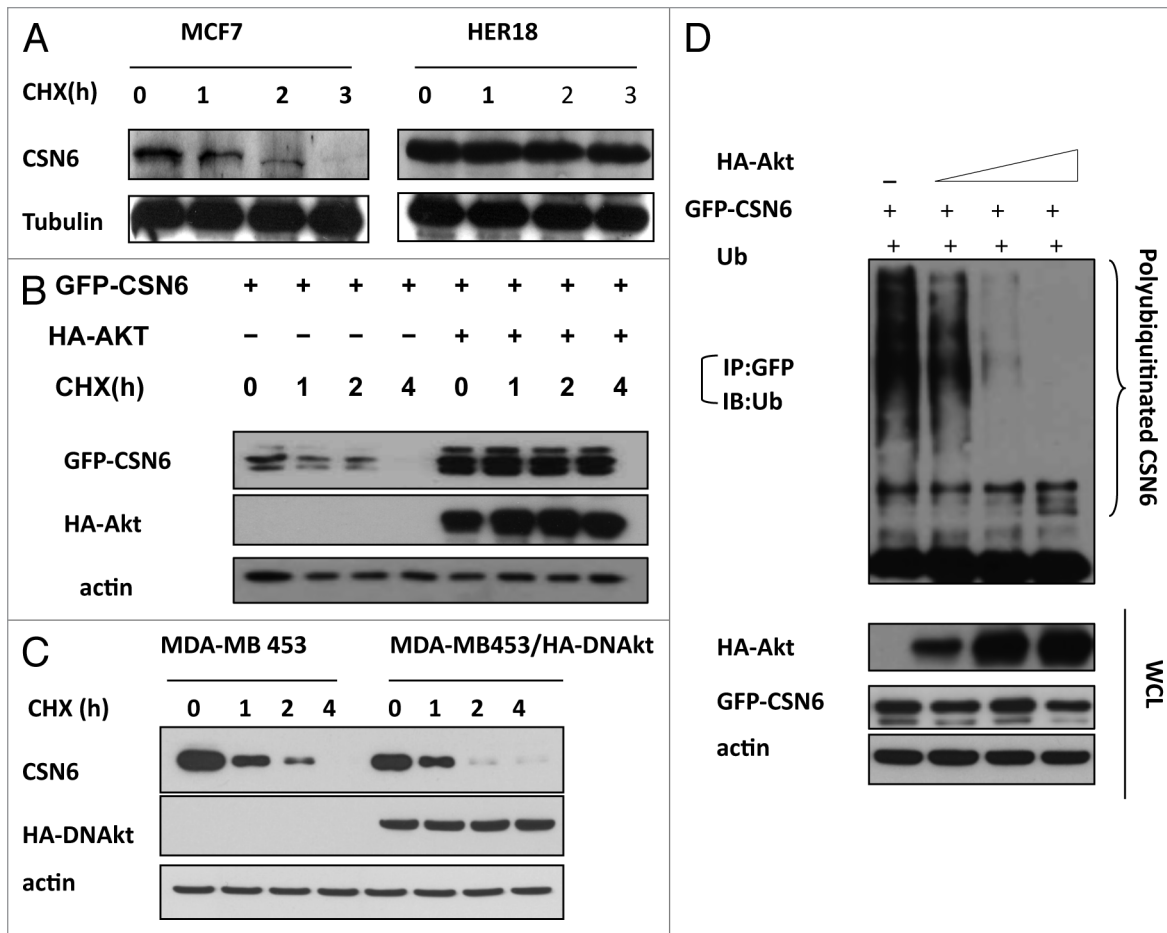 A
MCF7 HER18
CHX(h) 0 1 2 3 0 1 2 3
CSN6
Tubulin
B GFP-CSN6 + + + + + + + +
HA-AKT – – – – + + + +
CHX(h) 0 1 2 4 0 1 2 4
GFP-CSN6
HA-Akt
actin
C
MDA-MB 453 MDA-MB453/HA-DNAkt
CHX (h) 0 1 2 4 0 1 2 4
CSN6
HA-DNAkt
actin
D
HA-Akt –
GFP-CSN6 + + + +
Ub + + + +
IP:GFP
IB:Ub
Polyubiquitinated CSN6
HA-Akt
GFP-CSN6
actin
WCL